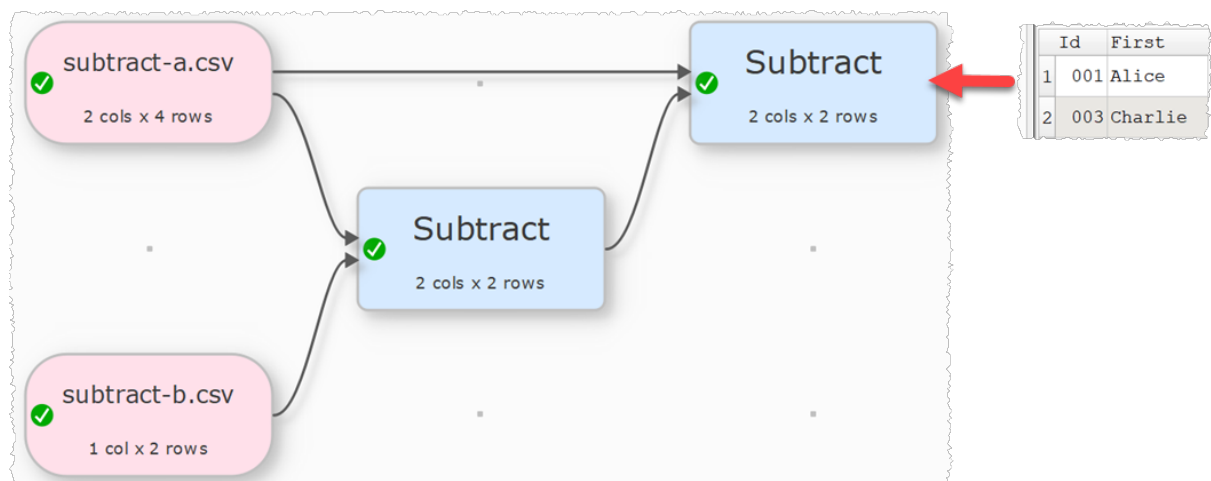 subtract-a.csv
2 cols x 4 rows
Subtract
2 cols x 2 rows
Id First
1 001 Alice
2 003 Charlie
Subtract
2 cols x 2 rows
subtract-b.csv
1 col x 2 rows